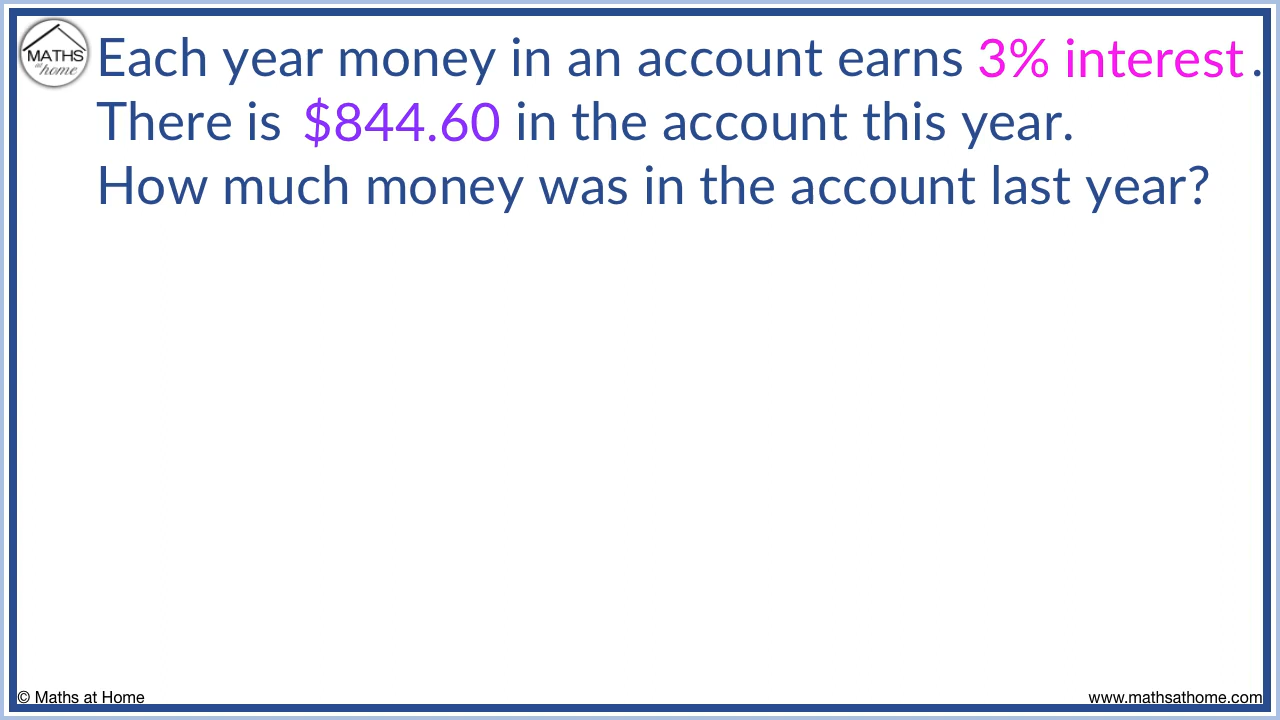 MATHS
at home
Each year money in an account earns 3% interest.
There is $844.60 in the account this year.
How much money was in the account last year?
© Maths at Home
www.mathsathome.com